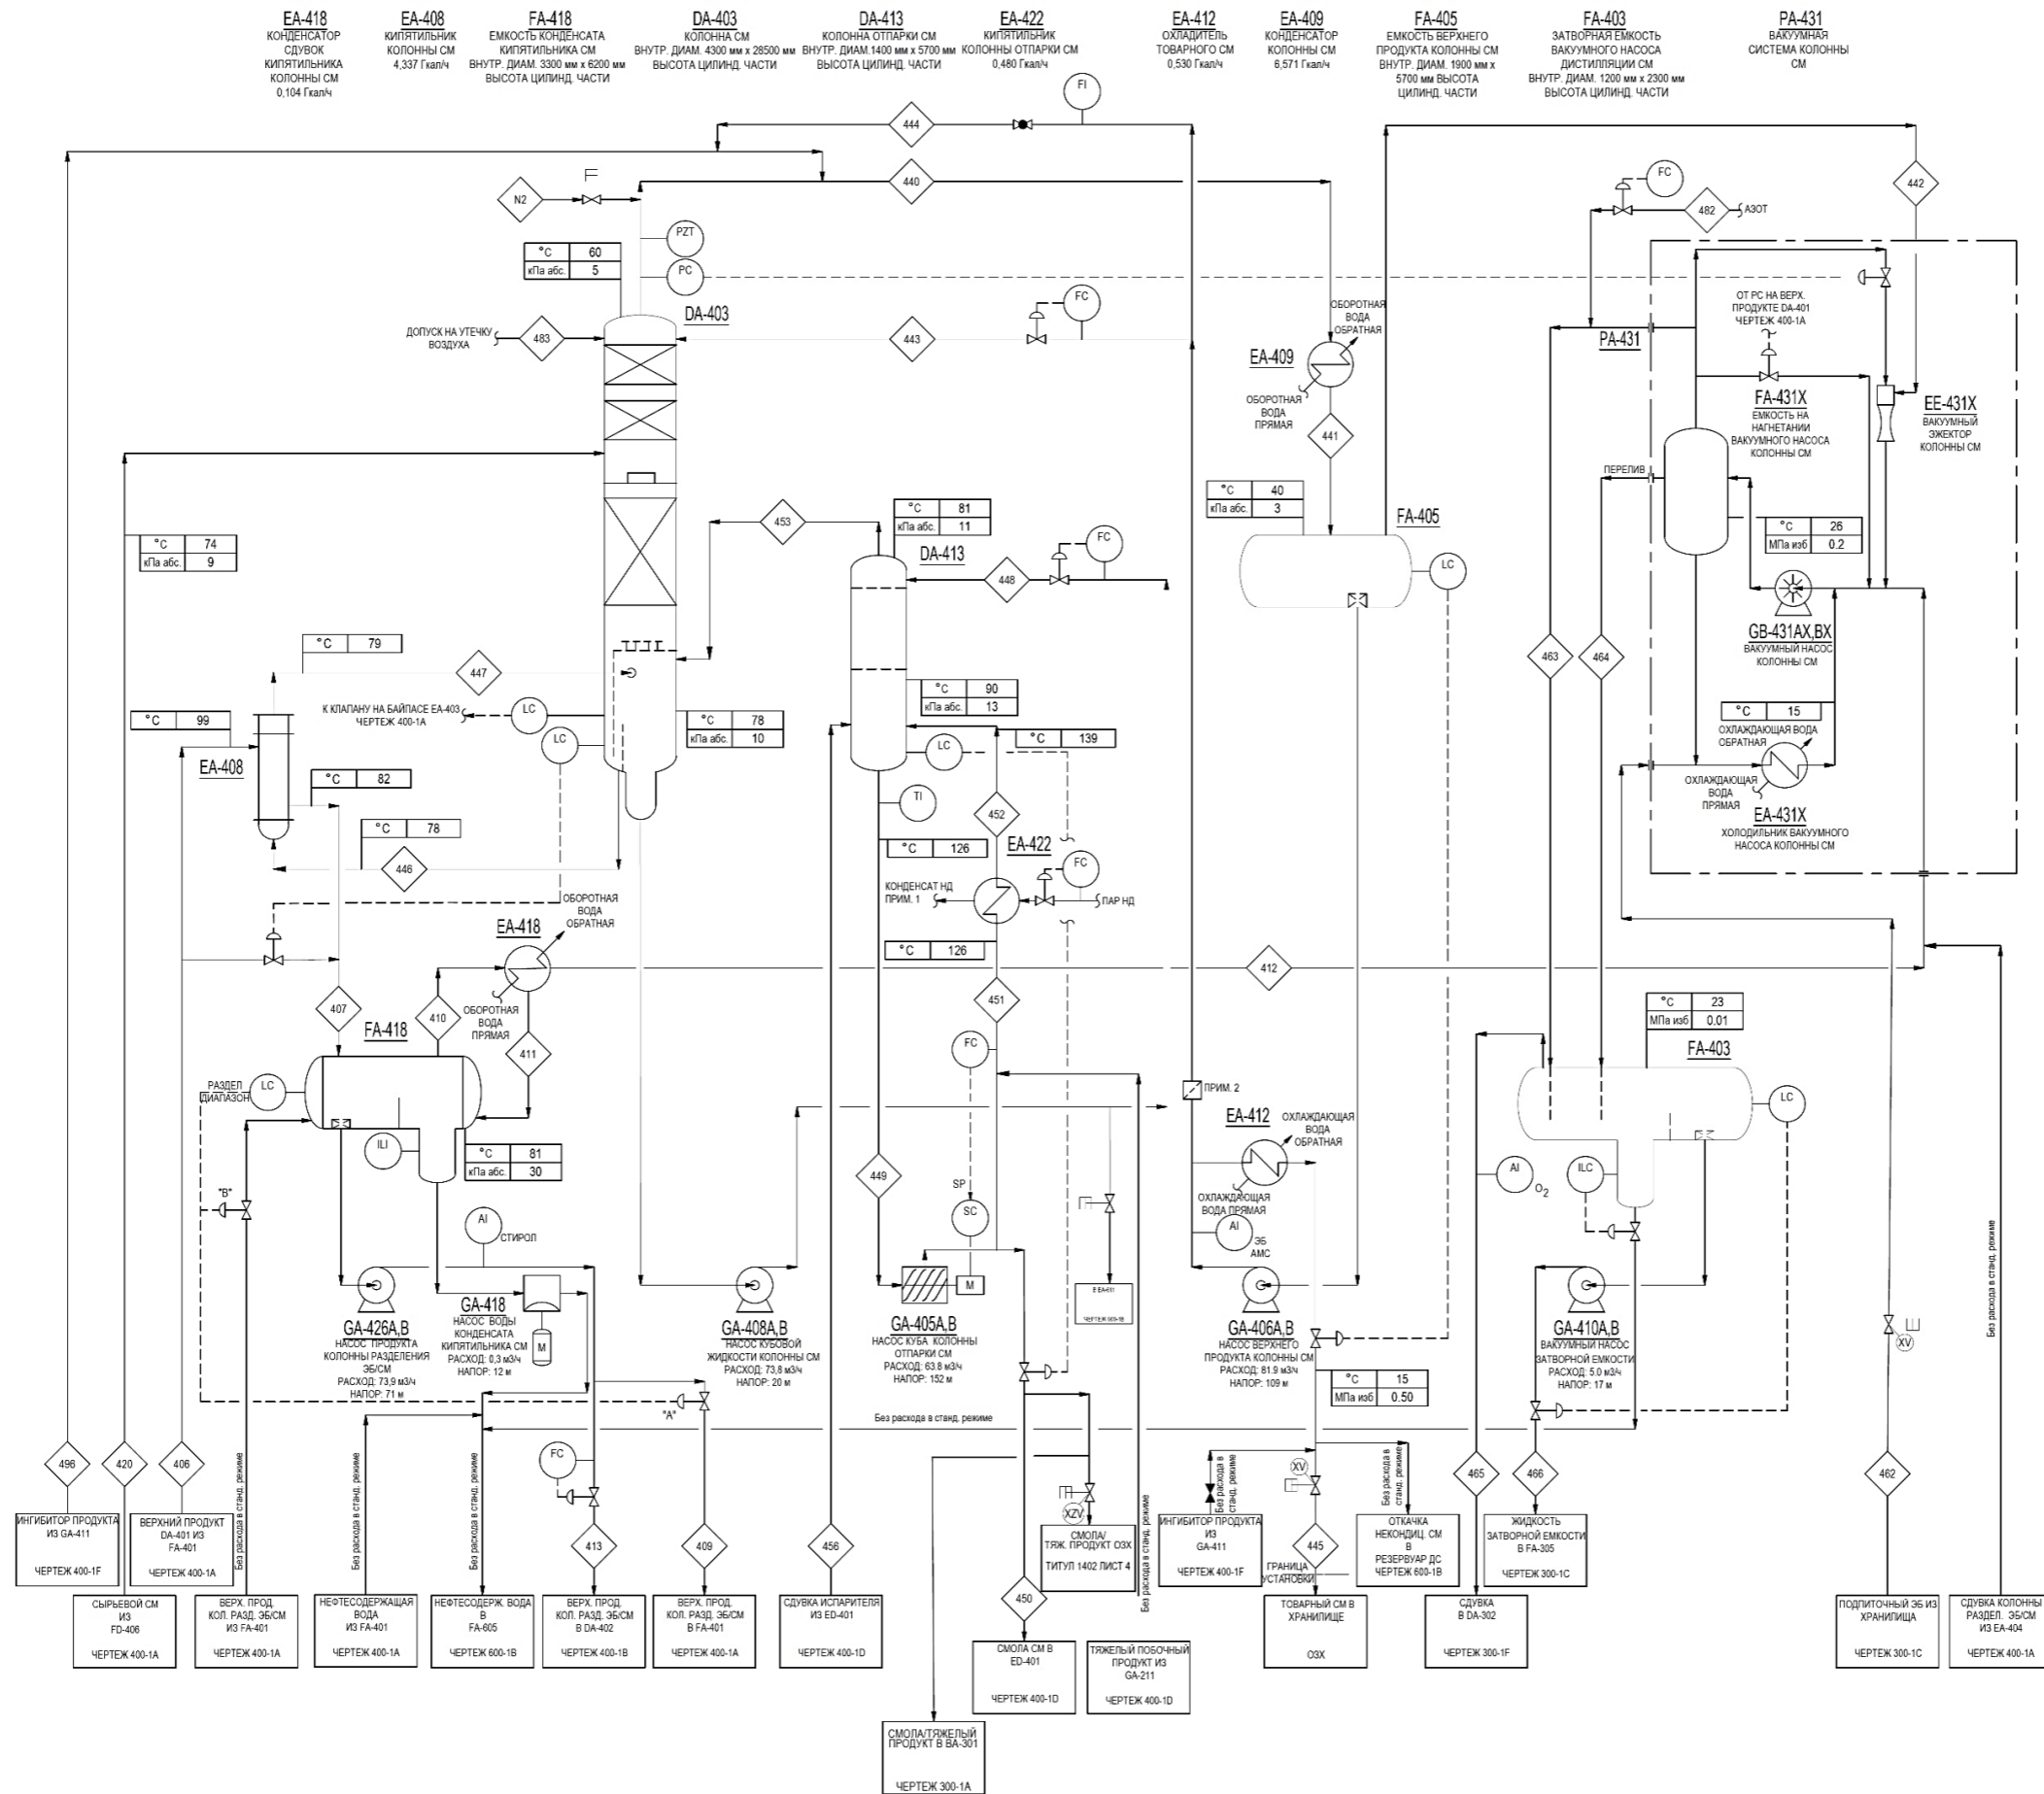 EA-418
КОНДЕНСАТОР
СДУВОК
КИПЯТИЛЬНИКА
КОЛОННЫ СМ
0,104 Гкал/ч
EA-408
КИПЯТИЛЬНИК
КОЛОННЫ СМ
4,337 Гкал/ч
FA-418
ЕМКОСТЬ КОНДЕНСАТА
КИПЯТИЛЬНИКА СМ
ВНУТР. ДИАМ. 3300 мм x 6200 мм
ВЫСОТА ЦИЛИНД. ЧАСТИ
DA-403
КОЛОННА СМ
ВНУТР. ДИАМ. 4300 мм x 28500 мм
ВЫСОТА ЦИЛИНД. ЧАСТИ
DA-413
КОЛОННА ОТПАРКИ СМ
ВНУТР. ДИАМ.1400 мм x 5700 мм
ВЫСОТА ЦИЛИНД. ЧАСТИ
EA-422
КИПЯТИЛЬНИК
КОЛОННЫ ОТПАРКИ СМ
0,480 Гкал/ч
EA-412
ОХЛАДИТЕЛЬ
ТОВАРНОГО СМ
0,530 Гкал/ч
EA-409
КОНДЕНСАТОР
КОЛОННЫ СМ
6,571 Гкал/ч
FA-405
ЕМКОСТЬ ВЕРХНЕГО
ПРОДУКТА КОЛОННЫ СМ
ВНУТР. ДИАМ. 1900 мм x
5700 мм ВЫСОТА
ЦИЛИНД. ЧАСТИ
FA-403
ЗАТВОРНАЯ ЕМКОСТЬ
ВАКУУМНОГО НАСОСА
ДИСТИЛЛЯЦИИ СМ
ВНУТР. ДИАМ. 1200 мм x 2300 мм
ВЫСОТА ЦИЛИНД. ЧАСТИ
PA-431
ВАКУУМНАЯ
СИСТЕМА КОЛОННЫ
СМ
FI
444
440
N2
F
PZT
PC
°C 60
кПа абс. 5
DA-403
ДОПУСК НА УТЕЧКУ
ВОЗДУХА
483
443
FC
EA-409
ОБОРОТНАЯ
ВОДА
ОБРАТНАЯ
ОБОРОТНАЯ
ВОДА
ПРЯМАЯ
441
FC
482
АЗОТ
442
ОТ РС НА ВЕРХ.
ПРОДУКТЕ DA-401
ЧЕРТЕЖ 400-1А
PA-431
FA-431X
ЕМКОСТЬ НА
НАГНЕТАНИИ
ВАКУУМНОГО НАСОСА
КОЛОННЫ СМ
EE-431X
ВАКУУМНЫЙ
ЭЖЕКТОР
КОЛОННЫ СМ
ПЕРЕЛИВ
°C 26
МПа изб 0.2
GB-431AX,BX
ВАКУУМНЫЙ НАСОС
КОЛОННЫ СМ
°C 15
ОХЛАЖДАЮЩАЯ ВОДА
ОБРАТНАЯ
ОХЛАЖДАЮЩАЯ
ВОДА
ПРЯМАЯ
EA-431X
ХОЛОДИЛЬНИК ВАКУУМНОГО
НАСОСА КОЛОННЫ СМ
463
464
°C 40
кПа абс. 3
FA-405
LC
453
°C 81
кПа абс. 11
DA-413
448
FC
°C 74
кПа абс. 9
°C 79
447
К КЛАПАНУ НА БАЙПАСЕ EA-403
ЧЕРТЕЖ 400-1А
LC
LC
°C 78
кПа абс. 10
°C 99
EA-408
°C 82
°C 78
446
°C 90
кПа абс. 13
LC
°C 139
TI
452
°C 126
EA-422
FC
КОНДЕНСАТ НД
ПРИМ. 1
ПАР НД
°C 126
451
ОБОРОТНАЯ
ВОДА
ОБРАТНАЯ
EA-418
ОБОРОТНАЯ
ВОДА
ПРЯМАЯ
412
407
410
411
FA-418
РАЗДЕЛ
ДИАПАЗОН
LC
ILI
°C 81
кПа абс. 30
"B"
AI
СТИРОЛ
FC
SP
SC
M
449
ПРИМ. 2
EA-412
ОХЛАЖДАЮЩАЯ
ВОДА
ОБРАТНАЯ
ОХЛАЖДАЮЩАЯ
ВОДА ПРЯМАЯ
AI
ЭБ
АМС
°C 23
МПа изб 0.01
FA-403
LC
AI
O2
ILC
GA-426A,B
НАСОС ПРОДУКТА
КОЛОННЫ РАЗДЕЛЕНИЯ
ЭБ/СМ
РАСХОД: 73,9 м3/ч
НАПОР: 71 м
GA-418
НАСОС ВОДЫ
КОНДЕНСАТА
КИПЯТИЛЬНИКА СМ
РАСХОД: 0,3 м3/ч
НАПОР: 12 м
M
GA-408A,B
НАСОС КУБОВОЙ
ЖИДКОСТИ КОЛОННЫ СМ
РАСХОД: 73,8 м3/ч
НАПОР: 20 м
GA-405A,B
НАСОС КУБА КОЛОННЫ
ОТПАРКИ СМ
РАСХОД: 63.8 м3/ч
НАПОР: 152 м
ЧЕРТЕЖ
GA-406A,B
НАСОС ВЕРХНЕГО
ПРОДУКТА КОЛОННЫ СМ
РАСХОД: 81.9 м3/ч
НАПОР: 109 м
GA-410A,B
ВАКУУМНЫЙ НАСОС
ЗАТВОРНОЙ ЕМКОСТИ
РАСХОД: 5.0 м3/ч
НАПОР: 17 м
°C 15
МПа изб 0.50
XV
"A"
Без расхода в станд. режиме
Без расхода в станд. режиме
Без расхода в станд. режиме
Без расхода в станд. режиме
Без расхода в станд. режиме
Без расхода в станд. режиме
Без расхода в станд. режиме
Без расхода в станд. режиме
496
420
406
FC
413
409
456
450
XZV
XV
445
ГРАНИЦА
УСТАНОВКИ
465
466
462
ИНГИБИТОР ПРОДУКТА
ИЗ GA-411
ЧЕРТЕЖ 400-1F
ВЕРХНИЙ ПРОДУКТ
DA-401 ИЗ
FA-401
ЧЕРТЕЖ 400-1А
СМОЛА/
ТЯЖ. ПРОДУКТ ОЗХ
ТИТУЛ 1402 ЛИСТ 4
ИНГИБИТОР ПРОДУКТА
ИЗ
GA-411
ЧЕРТЕЖ 400-1F
ОТКАЧКА
НЕКОНДИЦ. СМ
В
РЕЗЕРВУАР ДС
ЧЕРТЕЖ 600-1В
ЖИДКОСТЬ
ЗАТВОРНОЙ ЕМКОСТИ
В FA-305
ЧЕРТЕЖ 300-1С
СЫРЬЕВОЙ СМ
ИЗ
FD-406
ЧЕРТЕЖ 400-1А
ВЕРХ. ПРОД.
КОЛ. РАЗД. ЭБ/СМ
ИЗ FA-401
ЧЕРТЕЖ 400-1А
НЕФТЕСОДЕРЖАЩАЯ
ВОДА
ИЗ FA-401
ЧЕРТЕЖ 400-1А
НЕФТЕСОДЕРЖ. ВОДА
В
FA-605
ЧЕРТЕЖ 600-1В
ВЕРХ. ПРОД.
КОЛ. РАЗД. ЭБ/СМ
В DA-402
ЧЕРТЕЖ 400-1В
ВЕРХ. ПРОД.
КОЛ. РАЗД. ЭБ/СМ
В FA-401
ЧЕРТЕЖ 400-1А
СДУВКА ИСПАРИТЕЛЯ
ИЗ ED-401
ЧЕРТЕЖ 400-1D
СМОЛА СМ В
ED-401
ЧЕРТЕЖ 400-1D
ТЯЖЕЛЫЙ ПОБОЧНЫЙ
ПРОДУКТ ИЗ
GA-211
ЧЕРТЕЖ 400-1D
ТОВАРНЫЙ СМ В
ХРАНИЛИЩЕ
ОЗХ
СДУВКА
В DA-302
ЧЕРТЕЖ 300-1F
ПОДПИТОЧНЫЙ ЭБ ИЗ
ХРАНИЛИЩА
ЧЕРТЕЖ 300-1С
СДУВКА КОЛОННЫ
РАЗДЕЛ. ЭБ/СМ
ИЗ EA-404
ЧЕРТЕЖ 400-1А
СМОЛА/ТЯЖЕЛЫЙ
ПРОДУКТ В BA-301
ЧЕРТЕЖ 300-1А